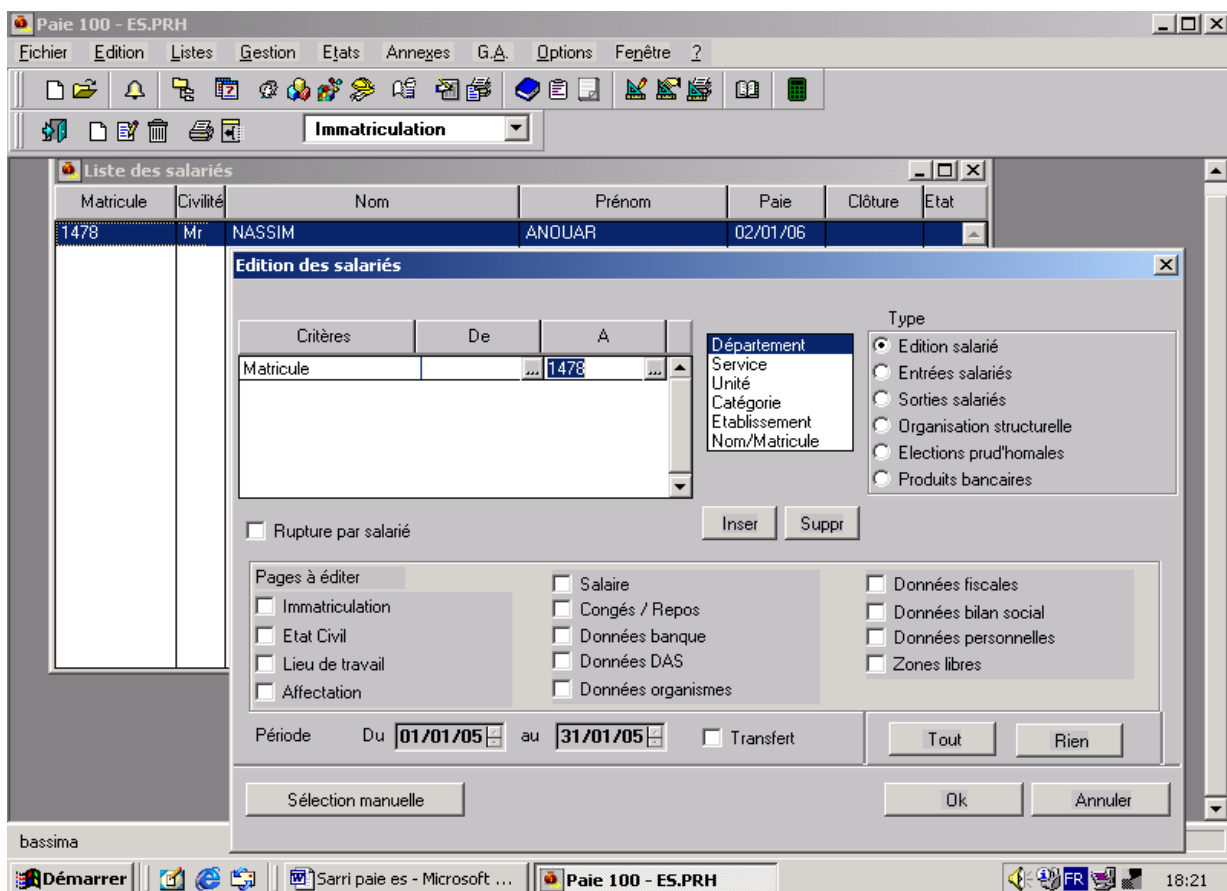 Paie 100 - ES.PRH
Fichier Edition Listes Gestion Etats Annexes G.A. Options Fenêtre ?
Immatriculation
Liste des salariés
Matricule Civilité Nom Prénom Paie Clôture Etat
1478 Mr NASSIM ANOUAR 02/01/06
Edition des salariés
Critères De A
Matricule ... 1478 ...
Département
Service
Unité
Catégorie
Etablissement
Nom/Matricule
Type
Edition salarié
Entrées salariés
Sorties salariés
Organisation structurelle
Elections prud'homales
Produits bancaires
Inser Suppr
Rupture par salarié
Pages à éditer
Immatriculation
Etat Civil
Lieu de travail
Affectation
Salaire
Congés / Repos
Données banque
Données DAS
Données organismes
Données fiscales
Données bilan social
Données personnelles
Zones libres
Période Du 01/01/05 au 31/01/05 Transfert Tout Rien
Sélection manuelle Ok Annuler
bassima
Démarrer Sarri paie es - Microsoft ... Paie 100 - ES.PRH FR 18:21